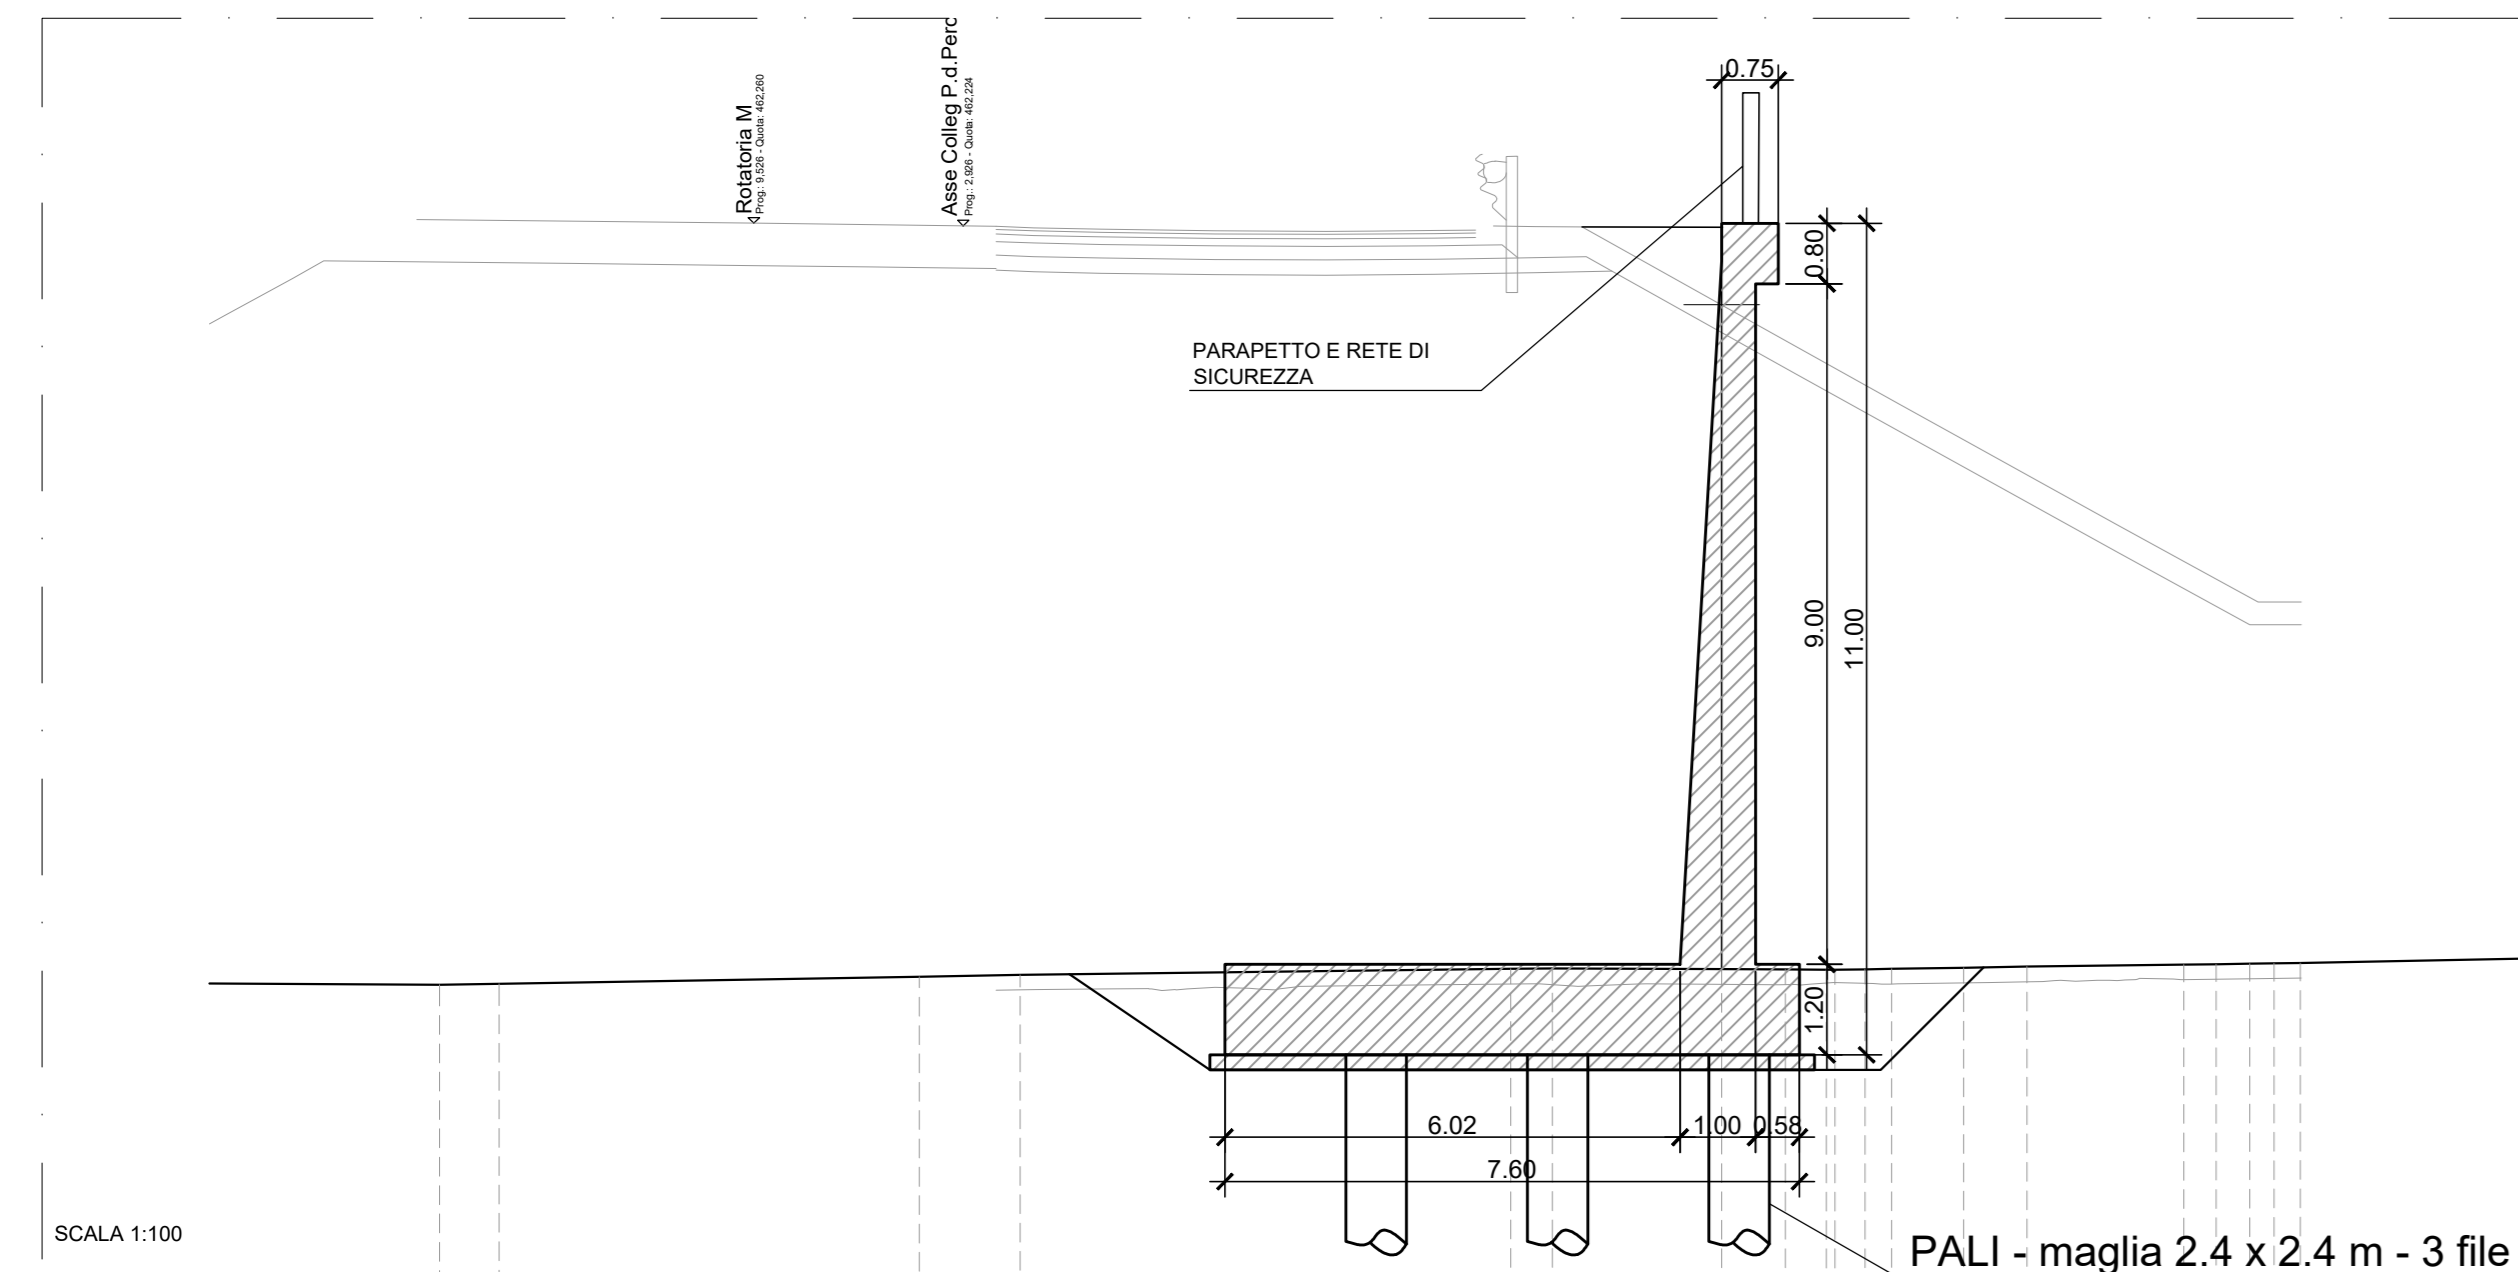 0.75
Rotatoria M
Prog.: 9,526 - Quota: 462,260
Asse Colleg P.d.Perc
Prog.: 2,926 - Quota: 462,224
0.80
PARAPETTO E RETE DI
SICUREZZA
9.00
11.00
1.20
6.02
1.00
0.58
7.60
SCALA 1:100
PALI - maglia 2.4 x 2.4 m - 3 file